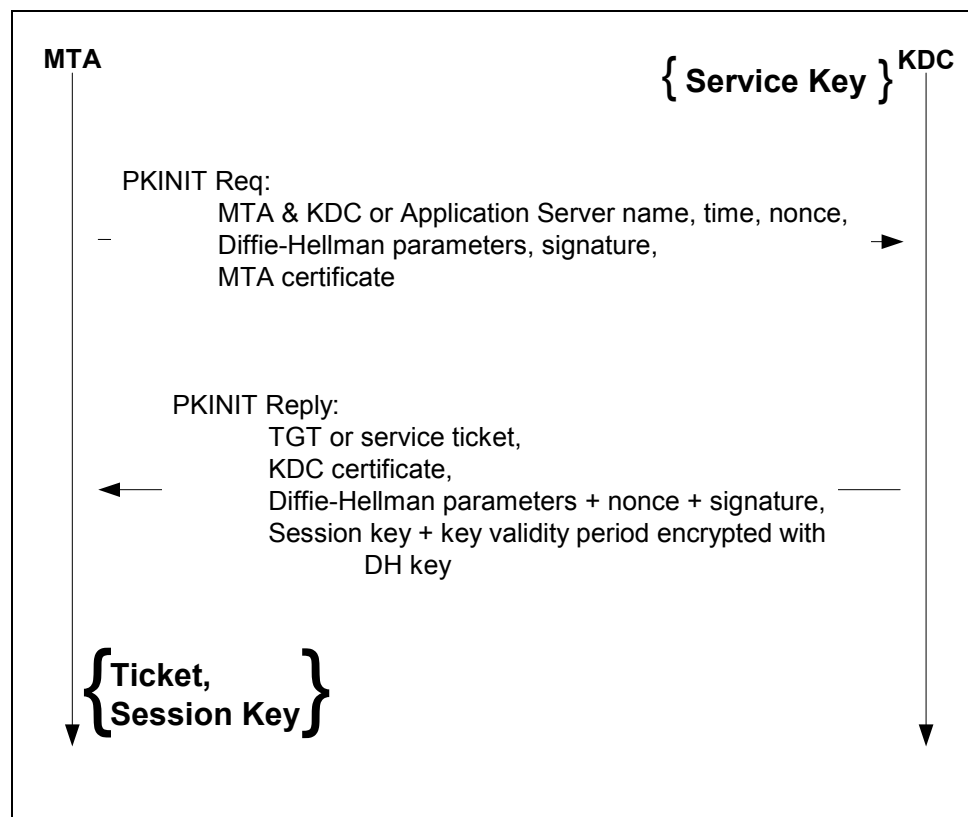 MTA
KDC
{ Service Key }
PKINIT Req:
MTA & KDC or Application Server name, time, nonce,
Diffie-Hellman parameters, signature,
MTA certificate
PKINIT Reply:
TGT or service ticket,
KDC certificate,
Diffie-Hellman parameters + nonce + signature,
Session key + key validity period encrypted with
DH key
{Ticket,
Session Key}